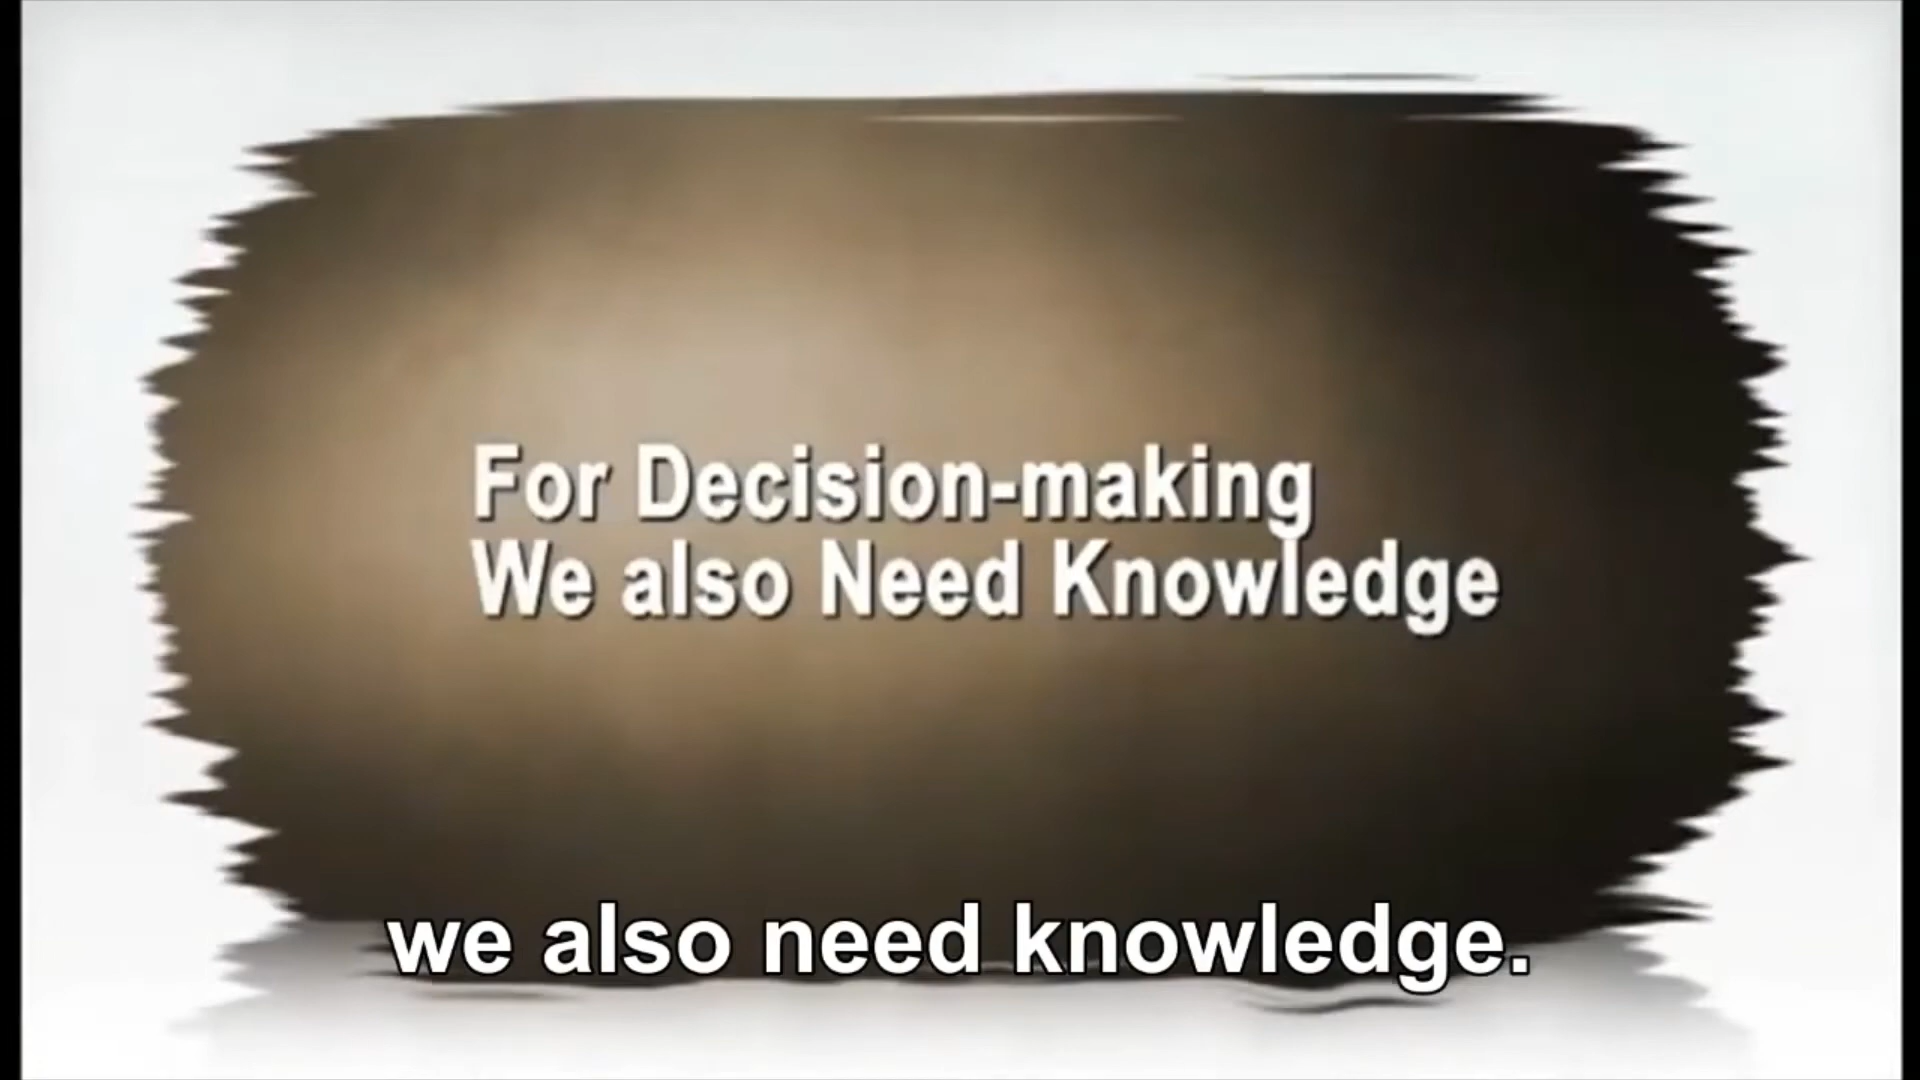 For Decision-making
We also Need Knowledge
we also need knowledge.